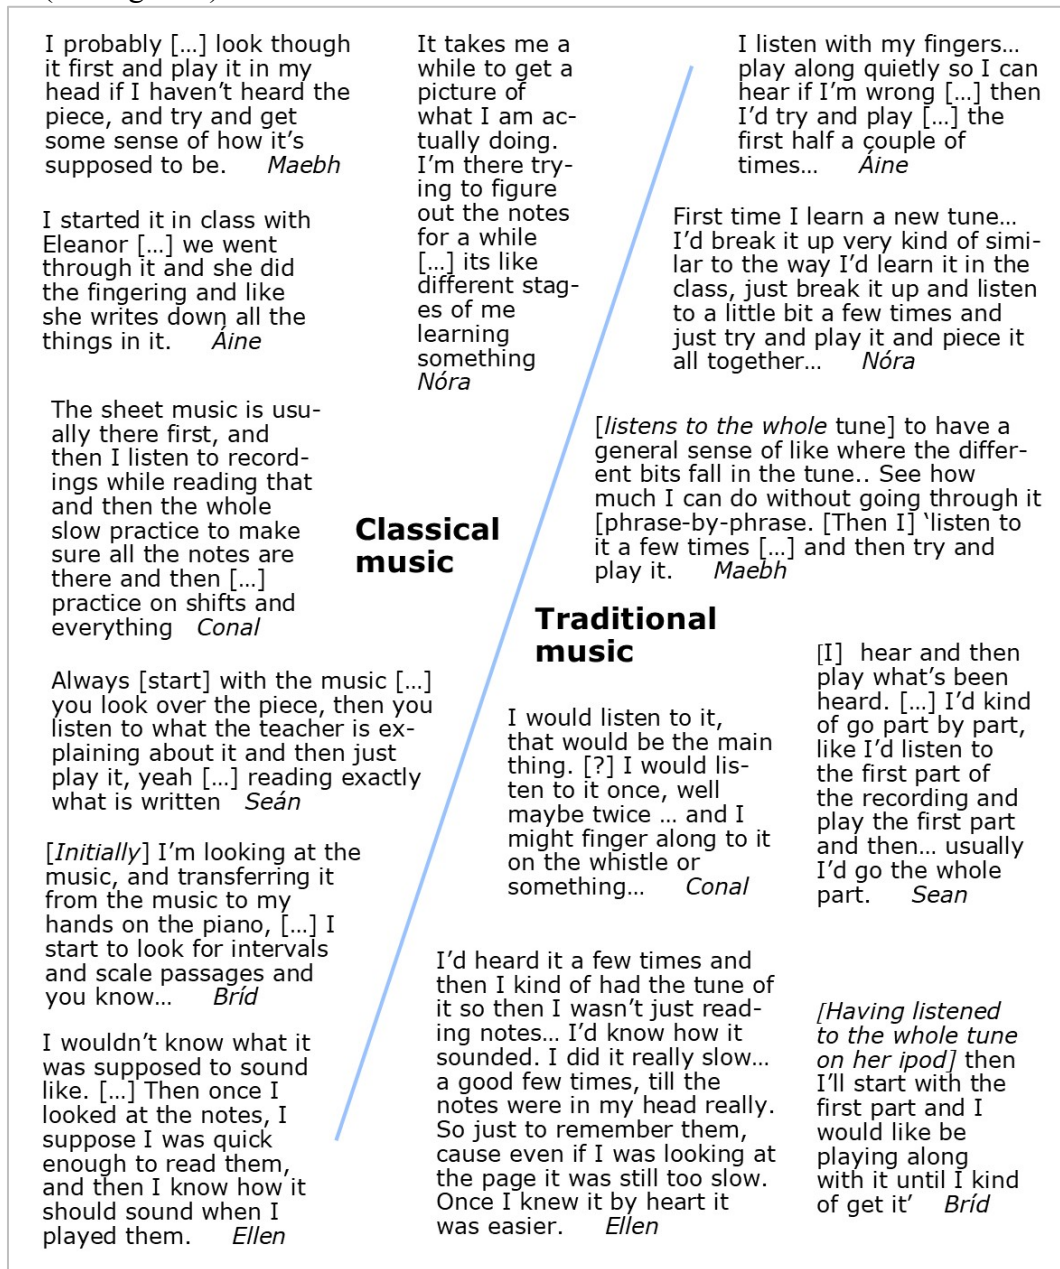 I probably [...] look though
it first and play it in my
head if I haven't heard the
piece, and try and get
some sense of how it's
supposed to be. Maebh
I started it in class with
Eleanor [...] we went
through it and she did
the fingering and like
she writes down all the
things in it. Áine
The sheet music is usu-
ally there first, and
then I listen to record-
ings while reading that
and then the whole
slow practice to make
sure all the notes are
there and then [...]
practice on shifts and
everything Conal
Always [start] with the music [...]
you look over the piece, then you
listen to what the teacher is ex-
plaining about it and then just
play it, yeah [...] reading exactly
what is written Seán
[Initially] I'm looking at the
music, and transferring it
from the music to my
hands on the piano, [...] I
start to look for intervals
and scale passages and
you know... Bríd
I wouldn't know what it
was supposed to sound
like. [...] Then once I
looked at the notes, I
suppose I was quick
enough to read them,
and then I know how it
should sound when I
played them. Ellen
It takes me a
while to get a
picture of
what I am ac-
tually doing.
I'm there try-
ing to figure
out the notes
for a while
[...] its like
different stag-
es of me
learning
something
Nóra
Classical
music
Traditional
music
I listen with my fingers...
play along quietly so I can
hear if I'm wrong [...] then
I'd try and play [...] the
first half a couple of
times... Áine
First time I learn a new tune...
I'd break it up very kind of simi-
lar to the way I'd learn it in the
class, just break it up and listen
to a little bit a few times and
just try and play it and piece it
all together... Nóra
[listens to the whole tune] to have a
general sense of like where the differ-
ent bits fall in the tune.. See how
much I can do without going through it
[phrase-by-phrase. [Then I] 'listen to
it a few times [...] and then try and
play it. Maebh
I would listen to it,
that would be the main
thing. [?] I would lis-
ten to it once, well
maybe twice ... and I
might finger along to it
on the whistle or
something... Conal
[I] hear and then
play what's been
heard. [...] I'd kind
of go part by part,
like I'd listen to
the first part of
the recording and
play the first part
and then... usually
I'd go the whole
part. Sean
I'd heard it a few times and
then I kind of had the tune of
it so then I wasn't just read-
ing notes... I'd know how it
sounded. I did it really slow...
a good few times, till the
notes were in my head really.
So just to remember them,
cause even if I was looking at
the page it was still too slow.
Once I knew it by heart it
was easier. Ellen
[Having listened
to the whole tune
on her ipod] then
I'll start with the
first part and I
would like be
playing along
with it until I kind
of get it' Bríd